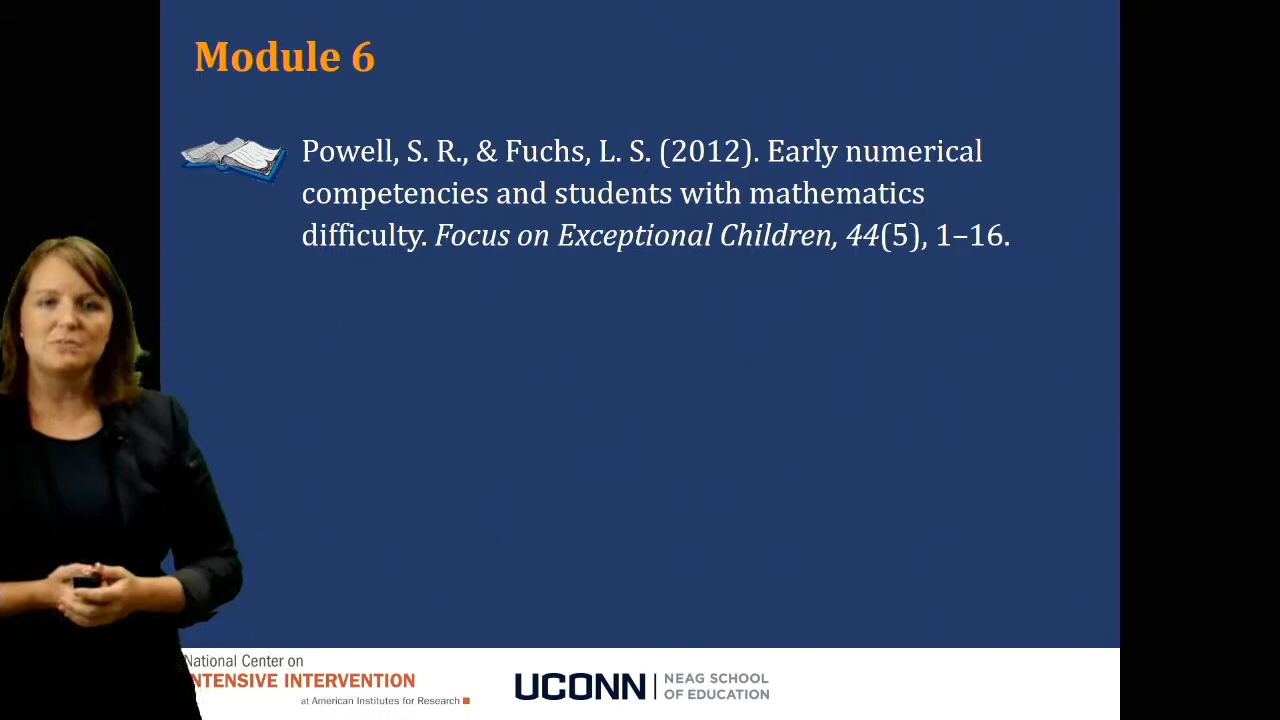 Module 6
Powell, S. R., & Fuchs, L. S. (2012). Early numerical
competencies and students with mathematics
difficulty. Focus on Exceptional Children, 44(5), 1–16.
National Center on
INTENSIVE INTERVENTION
at American Institutes for Research
UCONN
NEAG SCHOOL
OF EDUCATION